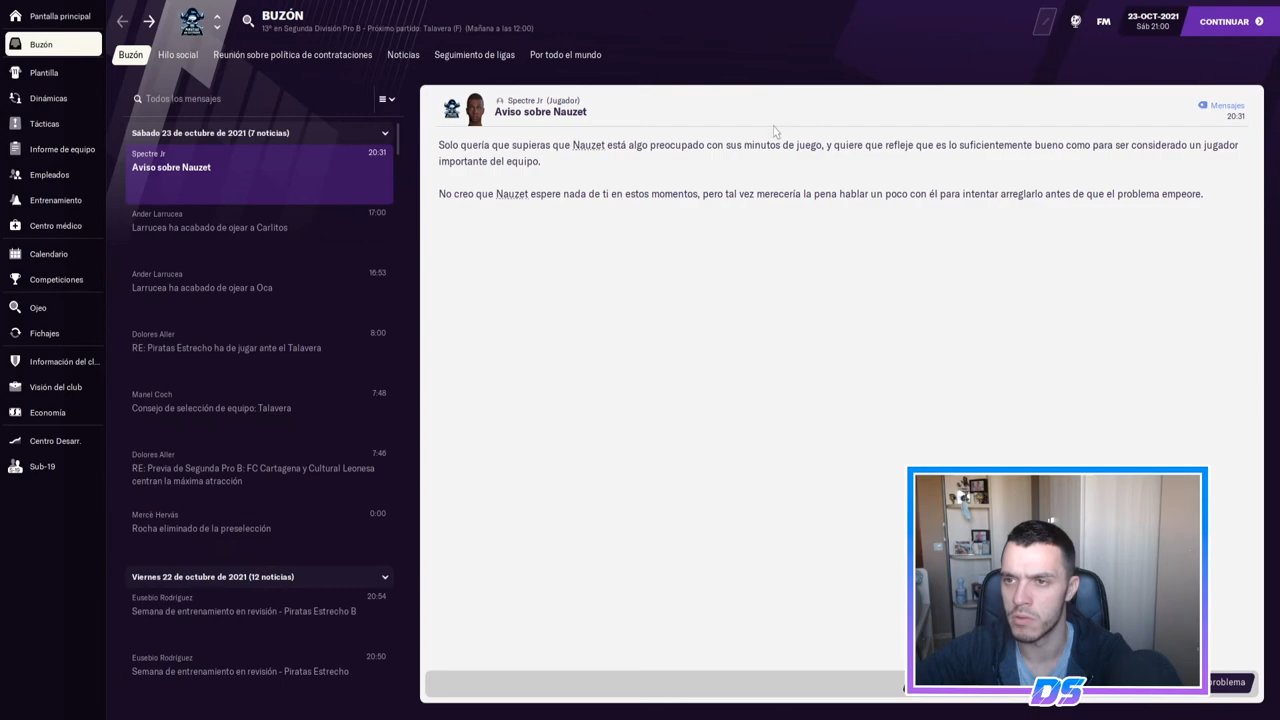 Pantalla principal
Buzón
Plantilla
Dinámicas
Tácticas
Informe de equipo
Empleados
Entrenamiento
Centro médico
Calendario
Competiciones
Ojeo
Fichajes
Información del cl...
Visión del club
Economía
Centro Desarr.
Sub-19
BUZÓN
13º en Segunda División Pro B - Próximo partido: Talavera (F) (Mañana a las 12:00)
FM
23-OCT-2021
Sáb 21:00
CONTINUAR
Buzón Hilo social Reunión sobre política de contrataciones Noticias Seguimiento de ligas Por todo el mundo
Todos los mensajes
Sábado 23 de octubre de 2021 (7 noticias)
Spectre Jr 20:31
Aviso sobre Nauzet
Ander Larrucea 17:00
Larrucea ha acabado de ojear a Carlitos
Ander Larrucea 16:53
Larrucea ha acabado de ojear a Oca
Dolores Aller 8:00
RE: Piratas Estrecho ha de jugar ante el Talavera
Manel Coch 7:48
Consejo de selección de equipo: Talavera
Dolores Aller 7:46
RE: Previa de Segunda Pro B: FC Cartagena y Cultural Leonesa
centran la máxima atracción
Mercè Hervás 0:00
Rocha eliminado de la preselección
Viernes 22 de octubre de 2021 (12 noticias)
Eusebio Rodríguez 20:54
Semana de entrenamiento en revisión - Piratas Estrecho B
Eusebio Rodríguez 20:50
Semana de entrenamiento en revisión - Piratas Estrecho
Spectre Jr (Jugador)
Aviso sobre Nauzet
Mensajes
20:31
Solo quería que supieras que Nauzet está algo preocupado con sus minutos de juego, y quiere que refleje que es lo suficientemente bueno como para ser considerado un jugador
importante del equipo.
No creo que Nauzet espere nada de ti en estos momentos, pero tal vez merecería la pena hablar un poco con él para intentar arreglarlo antes de que el problema empeore.
problema
DS